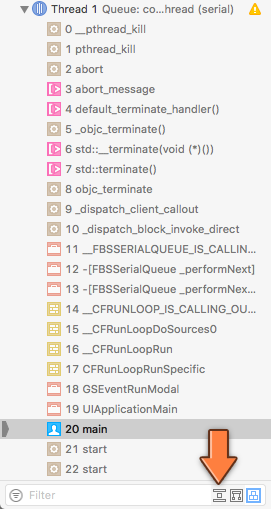 Thread 1 Queue: co...hread (serial)
0 __pthread_kill
1 pthread_kill
2 abort
3 abort_message
4 default_terminate_handler()
5 _objc_terminate()
6 std::__terminate(void (*)())
7 std::terminate()
8 objc_terminate
9 _dispatch_client_callout
10 _dispatch_block_invoke_direct
11 __FBSSERIALQUEUE_IS_CALLIN...
12 -[FBSSerialQueue _performNext]
13 -[FBSSerialQueue _performNext...
14 __CFRUNLOOP_IS_CALLING_OU...
15 __CFRunLoopDoSources0
16 __CFRunLoopRun
17 CFRunLoopRunSpecific
18 GSEventRunModal
19 UIApplicationMain
20 main
21 start
22 start
Filter